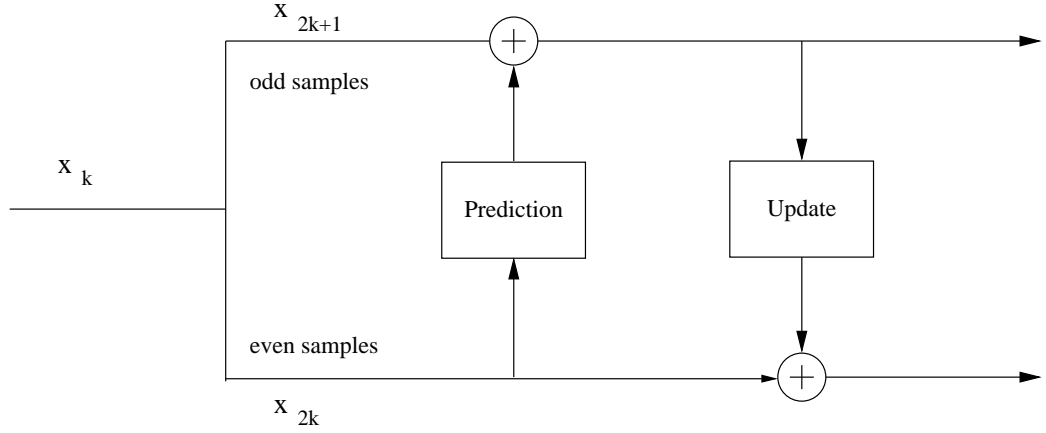 x 2k+1
+
odd samples
x k
Prediction
Update
even samples
+
x 2k